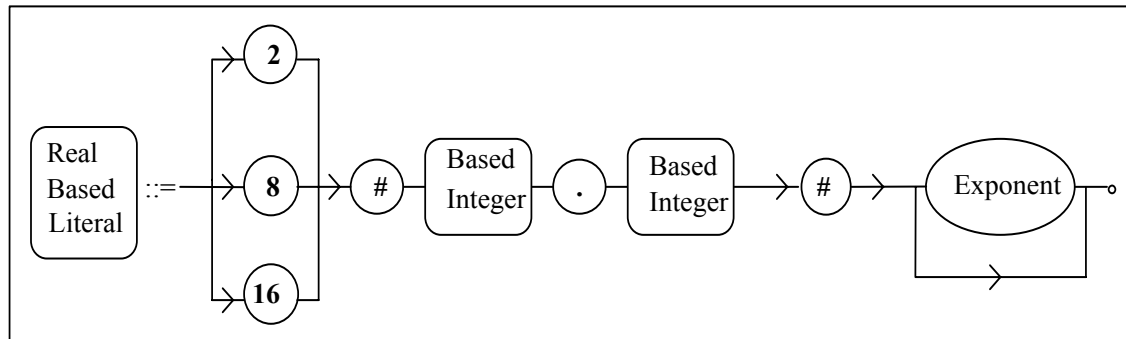 2
Real
Based
Literal
::=
8
#
Based
Integer
.
Based
Integer
#
Exponent
16